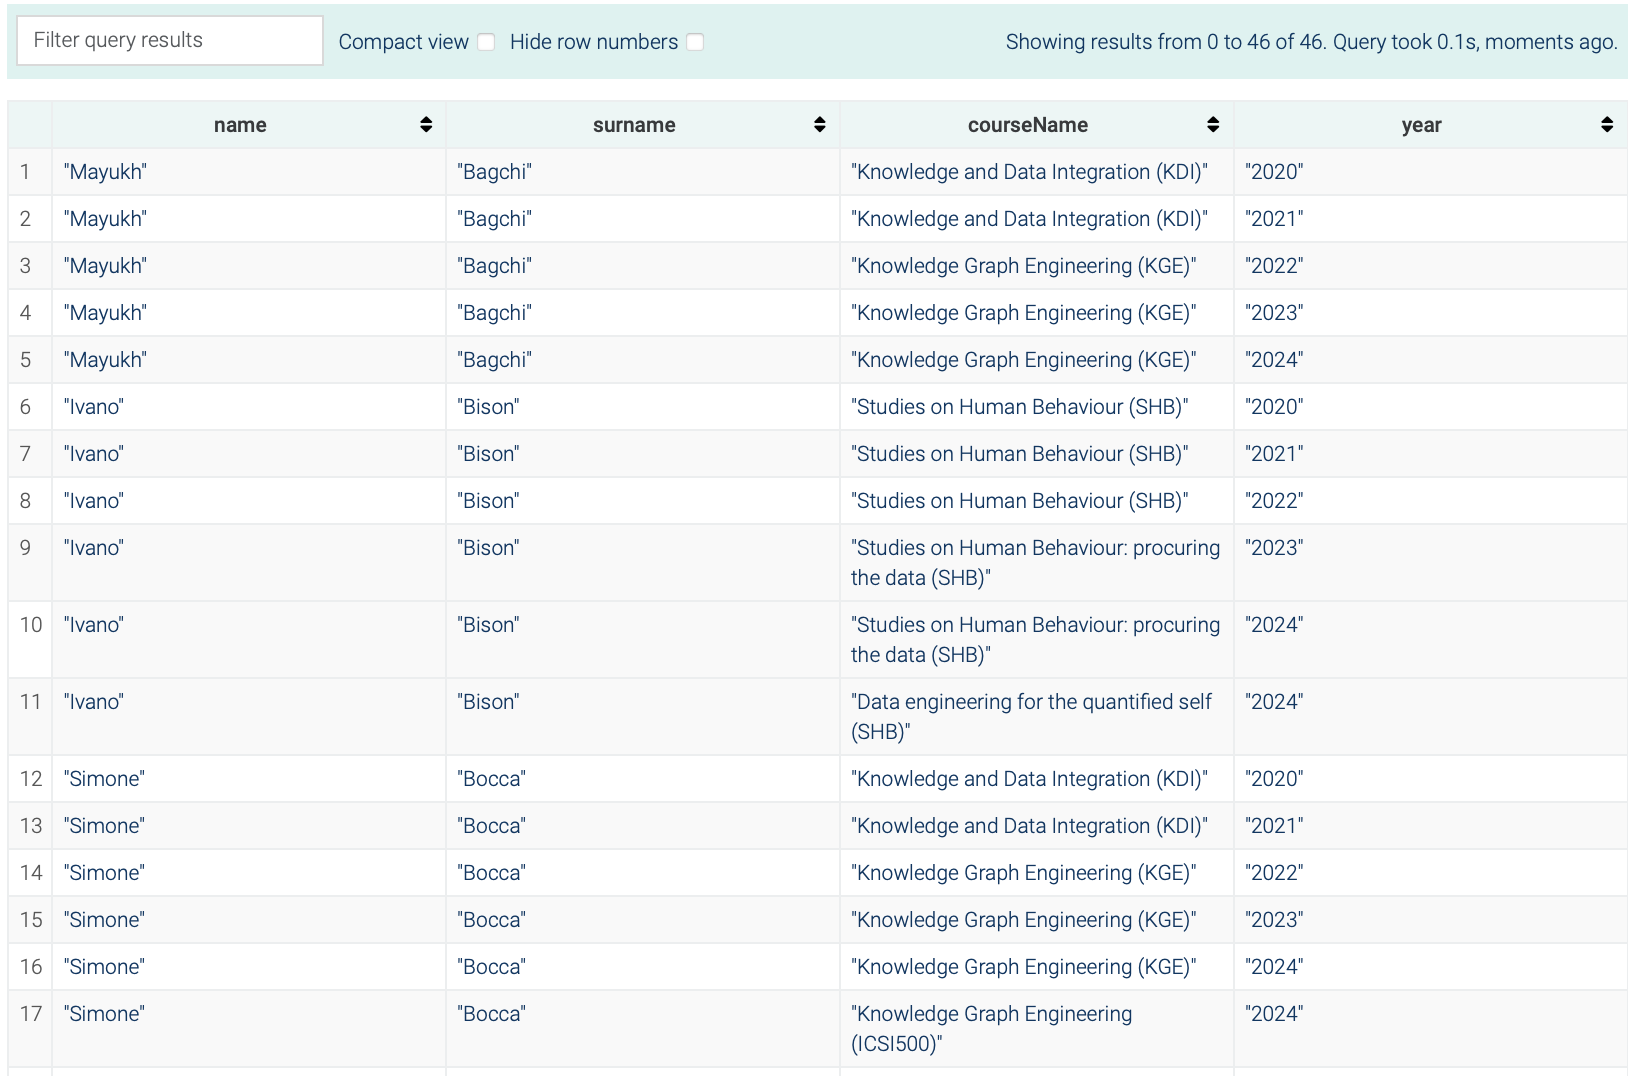 Filter query results Compact view Hide row numbers Showing results from 0 to 46 of 46. Query took 0.1s, moments ago.
name surname courseName year
1 "Mayukh" "Bagchi" "Knowledge and Data Integration (KDI)" "2020"
2 "Mayukh" "Bagchi" "Knowledge and Data Integration (KDI)" "2021"
3 "Mayukh" "Bagchi" "Knowledge Graph Engineering (KGE)" "2022"
4 "Mayukh" "Bagchi" "Knowledge Graph Engineering (KGE)" "2023"
5 "Mayukh" "Bagchi" "Knowledge Graph Engineering (KGE)" "2024"
6 "Ivano" "Bison" "Studies on Human Behaviour (SHB)" "2020"
7 "Ivano" "Bison" "Studies on Human Behaviour (SHB)" "2021"
8 "Ivano" "Bison" "Studies on Human Behaviour (SHB)" "2022"
9 "Ivano" "Bison" "Studies on Human Behaviour: procuring "2023"
the data (SHB)"
10 "Ivano" "Bison" "Studies on Human Behaviour: procuring "2024"
the data (SHB)"
11 "Ivano" "Bison" "Data engineering for the quantified self "2024"
(SHB)"
12 "Simone" "Bocca" "Knowledge and Data Integration (KDI)" "2020"
13 "Simone" "Bocca" "Knowledge and Data Integration (KDI)" "2021"
14 "Simone" "Bocca" "Knowledge Graph Engineering (KGE)" "2022"
15 "Simone" "Bocca" "Knowledge Graph Engineering (KGE)" "2023"
16 "Simone" "Bocca" "Knowledge Graph Engineering (KGE)" "2024"
17 "Simone" "Bocca" "Knowledge Graph Engineering "2024"
(ICSI500)"